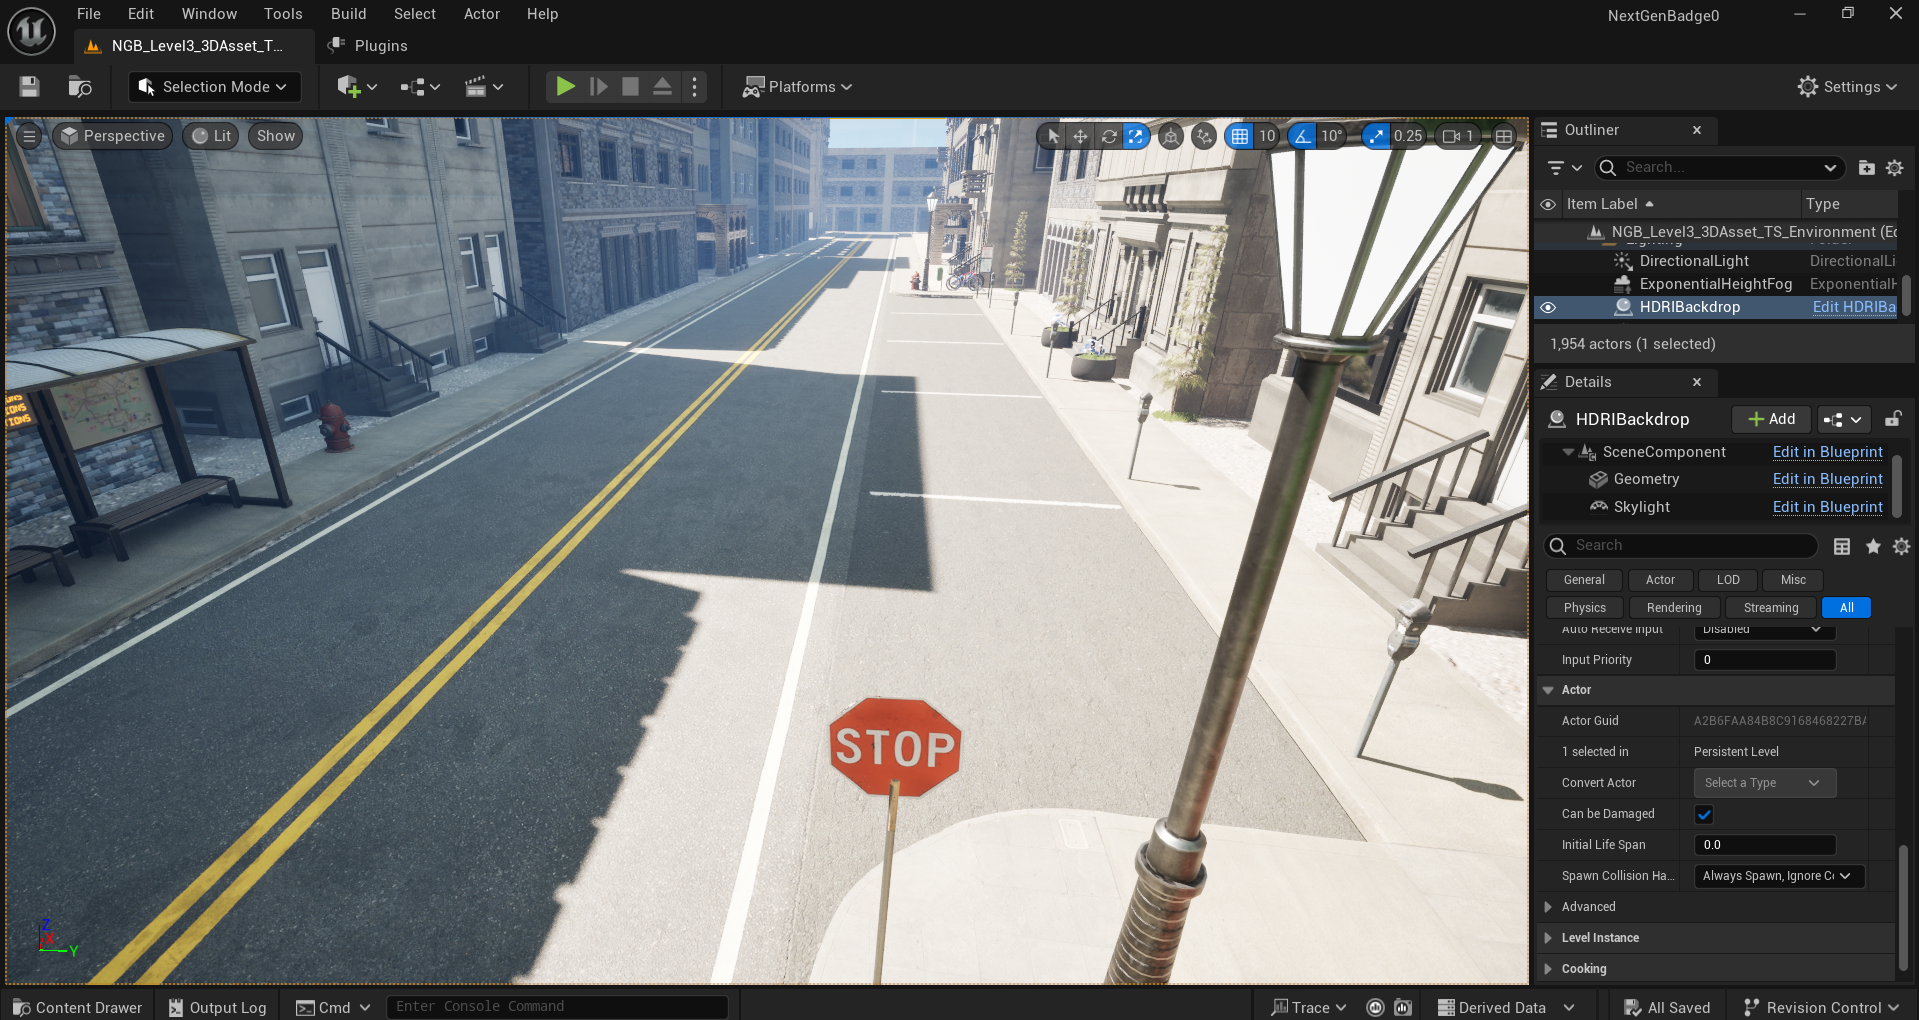 File Edit Window Tools Build Select Actor Help
NextGenBadge0
NGB_Level3_3DAsset_T...
Plugins
Selection Mode
Platforms
Settings
Perspective
Lit
Show
10
10°
0.25
1
Outliner
Search...
Item Label
Type
NGB_Level3_3DAsset_TS_Environment (Ed
DirectionalLight DirectionalLi
ExponentialHeightFog ExponentialH
HDRIBackdrop Edit HDRIBa
1,954 actors (1 selected)
Details
HDRIBackdrop
Add
SceneComponent Edit in Blueprint
Geometry Edit in Blueprint
Skylight Edit in Blueprint
Search
General Actor LOD Misc
Physics Rendering Streaming All
Auto Receive Input Disabled
Input Priority 0
Actor
Actor Guid A2B6FAA84B8C9168468227BA
1 selected in Persistent Level
Convert Actor Select a Type
Can be Damaged
Initial Life Span 0.0
Spawn Collision Ha... Always Spawn, Ignore Co
Advanced
Level Instance
Cooking
STOP
Z
X
Y
Content Drawer
Output Log
Cmd
Enter Console Command
Trace
Derived Data
All Saved
Revision Control